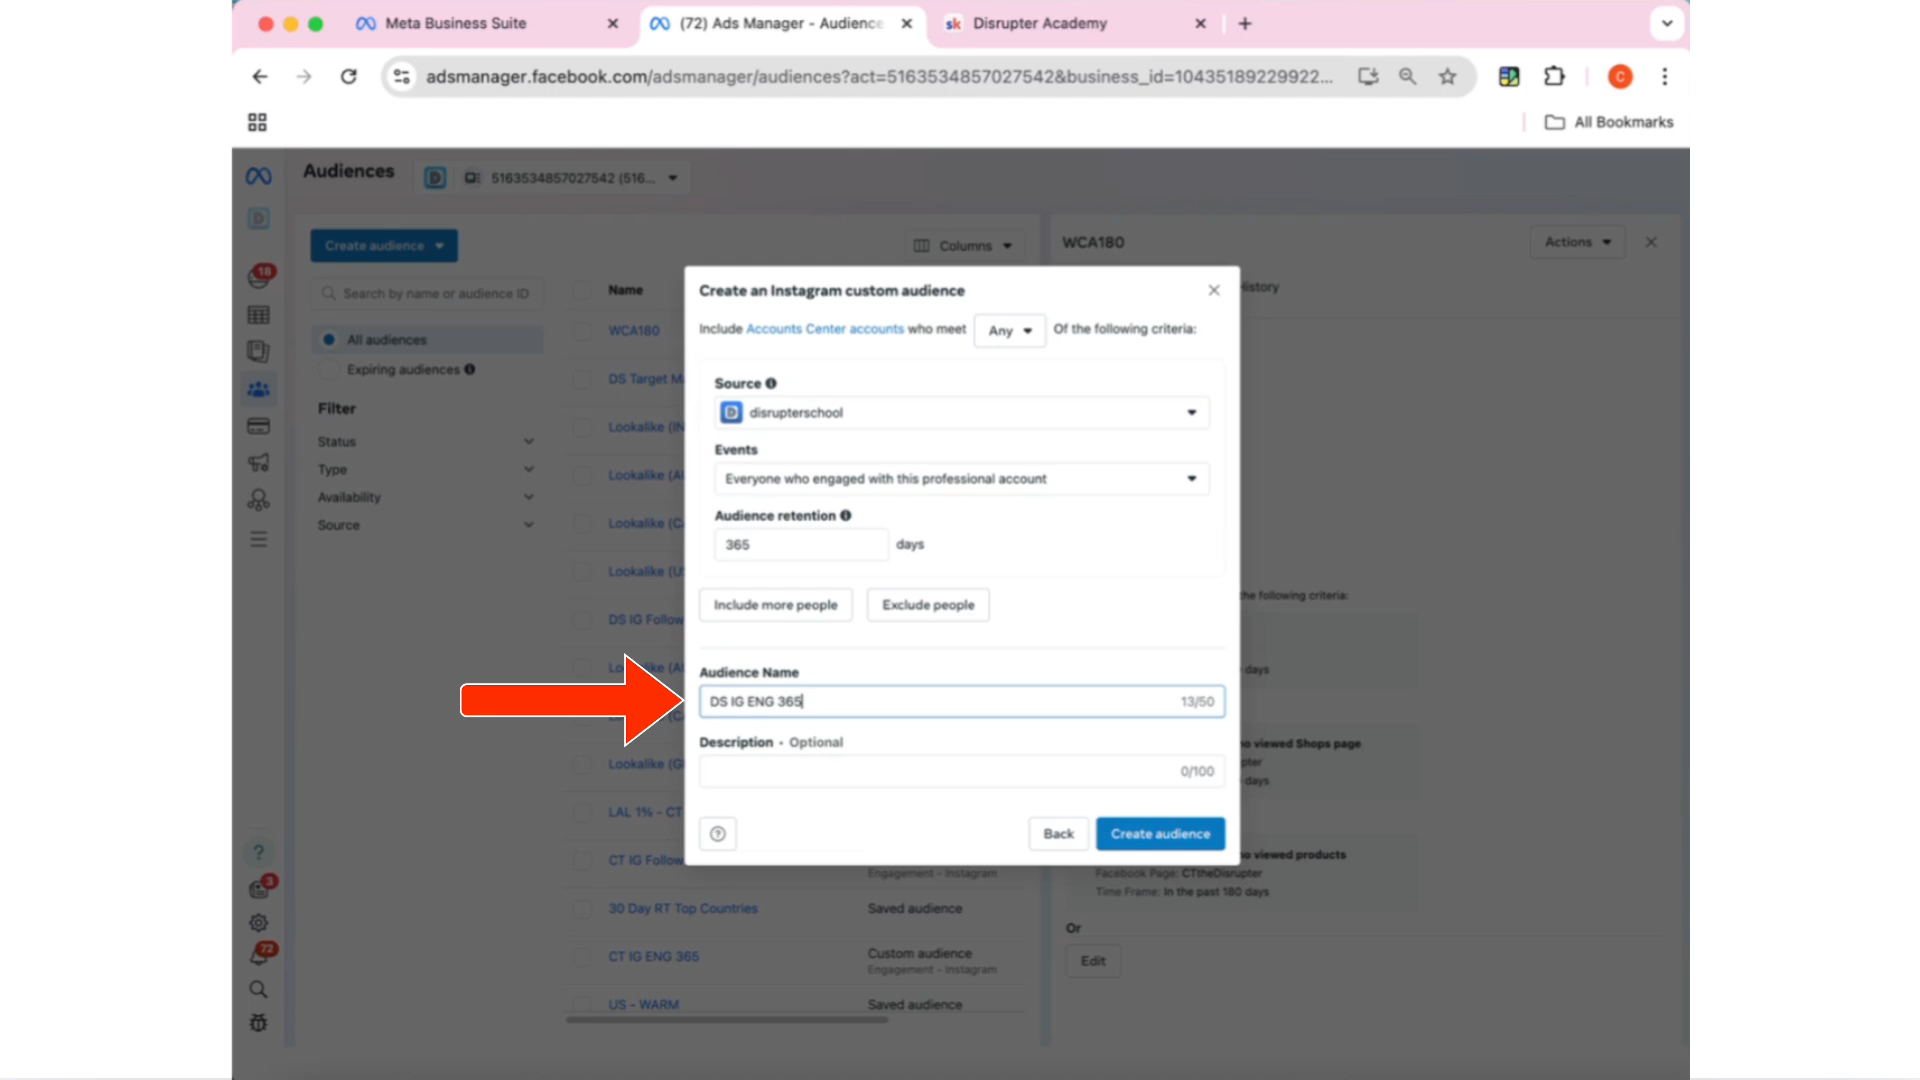 Meta Business Suite
(72) Ads Manager - Audience
sk Disrupter Academy
adsmanager.facebook.com/adsmanager/audiences?act=5163534857027542&business_id=10435189229922...
C
All Bookmarks
Audiences
D
5163534857027542 (516...
D
Create audience
Columns
WCA180
Actions
18
Search by name or audience ID
Name
History
All audiences
Expiring audiences
Filter
Status
Type
Availability
Source
WCA180
DS Target
Lookalike (IN
Lookalike
Lookalike
Lookalike
DS IG Follow
Lookalike (G
LAL 1% - CT
CT IG Follow
Engagement - Instagram
30 Day RT Top Countries
Saved audience
CT IG ENG 365
Custom audience
Engagement - Instagram
US - WARM
Saved audience
Create an Instagram custom audience
Include Accounts Center accounts who meet Any Of the following criteria:
Source
D disrupterschool
Events
Everyone who engaged with this professional account
Audience retention
365 days
Include more people
Exclude people
Audience Name
DS IG ENG 365
13/50
Description • Optional
0/100
?
Back
Create audience
the following criteria:
days
viewed Shops page
days
viewed products
Facebook Page: CTtheDisrupter
Time Frame: In the past 180 days
Or
Edit
?
3
72